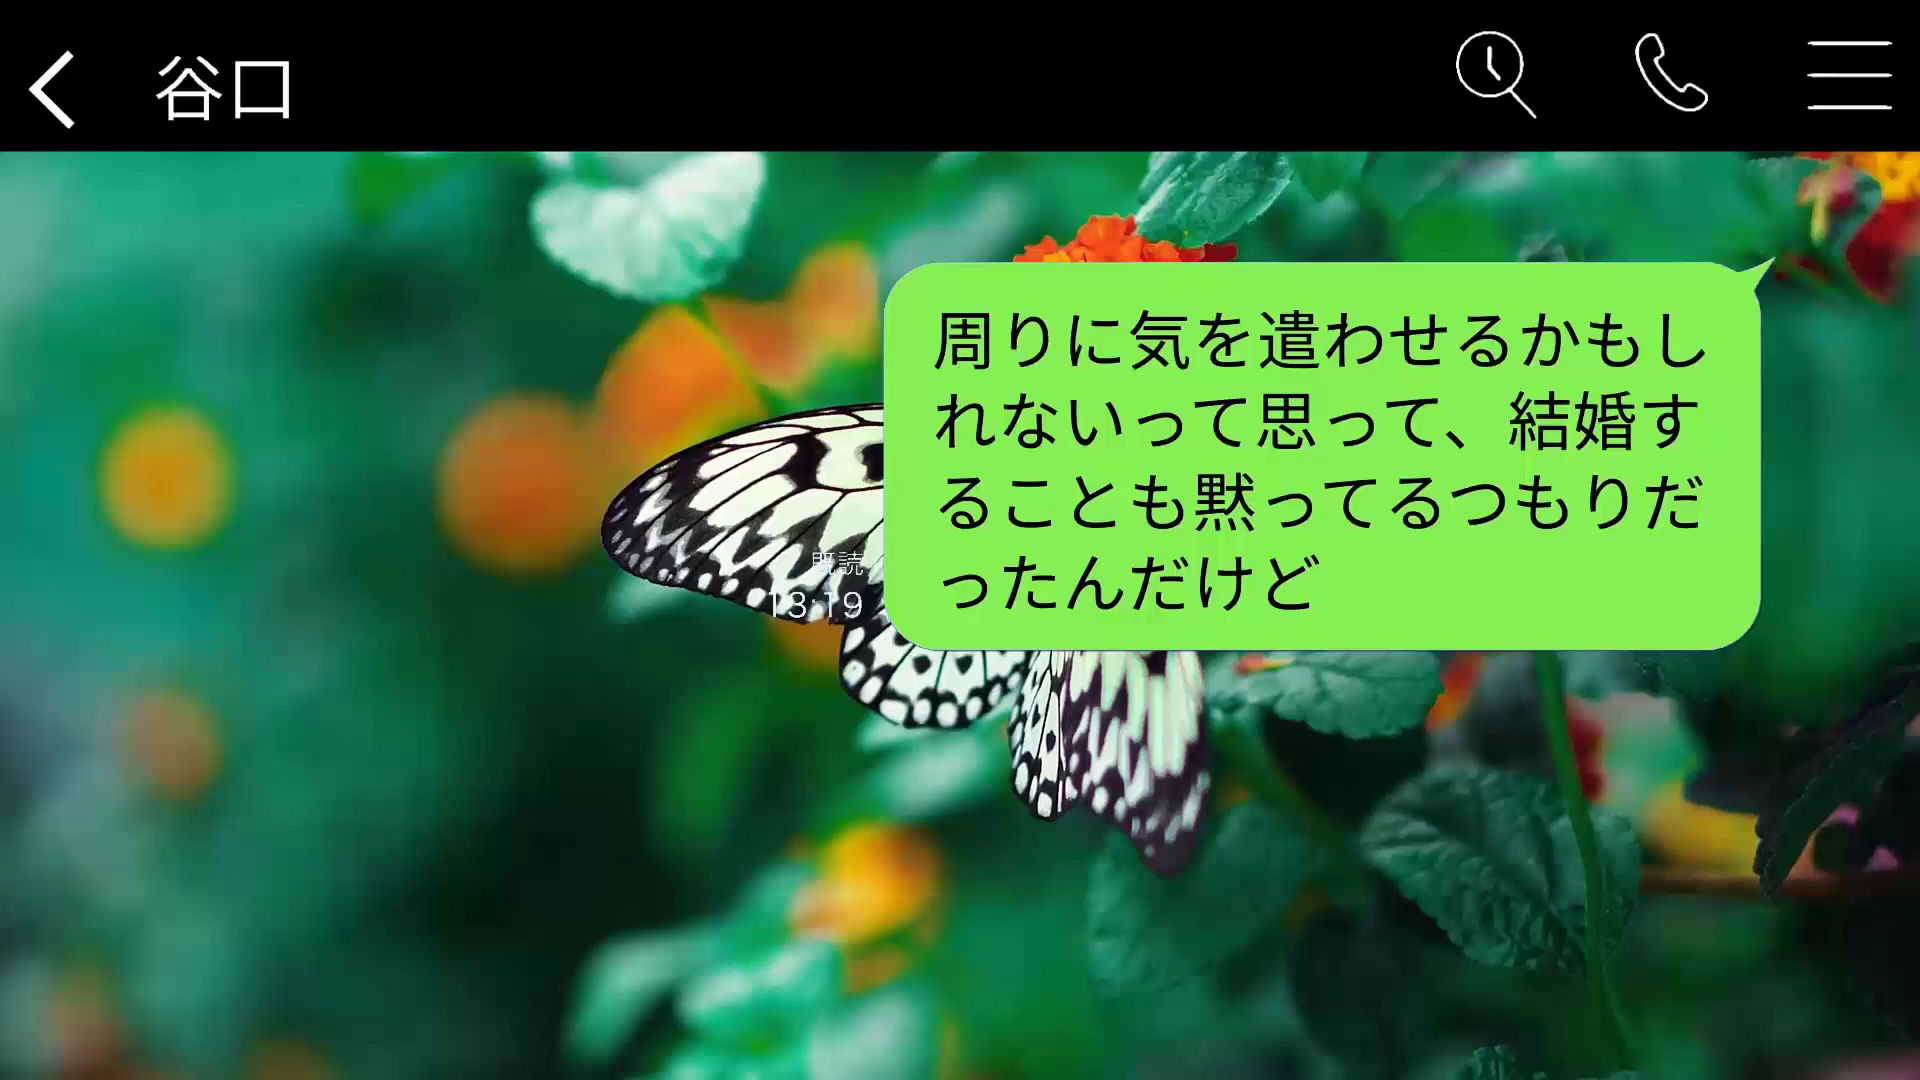 谷口
周りに気を遣わせるかもし
れないって思って、結婚す
ることも黙ってるつもりだ
ったんだけど
既読
13:19